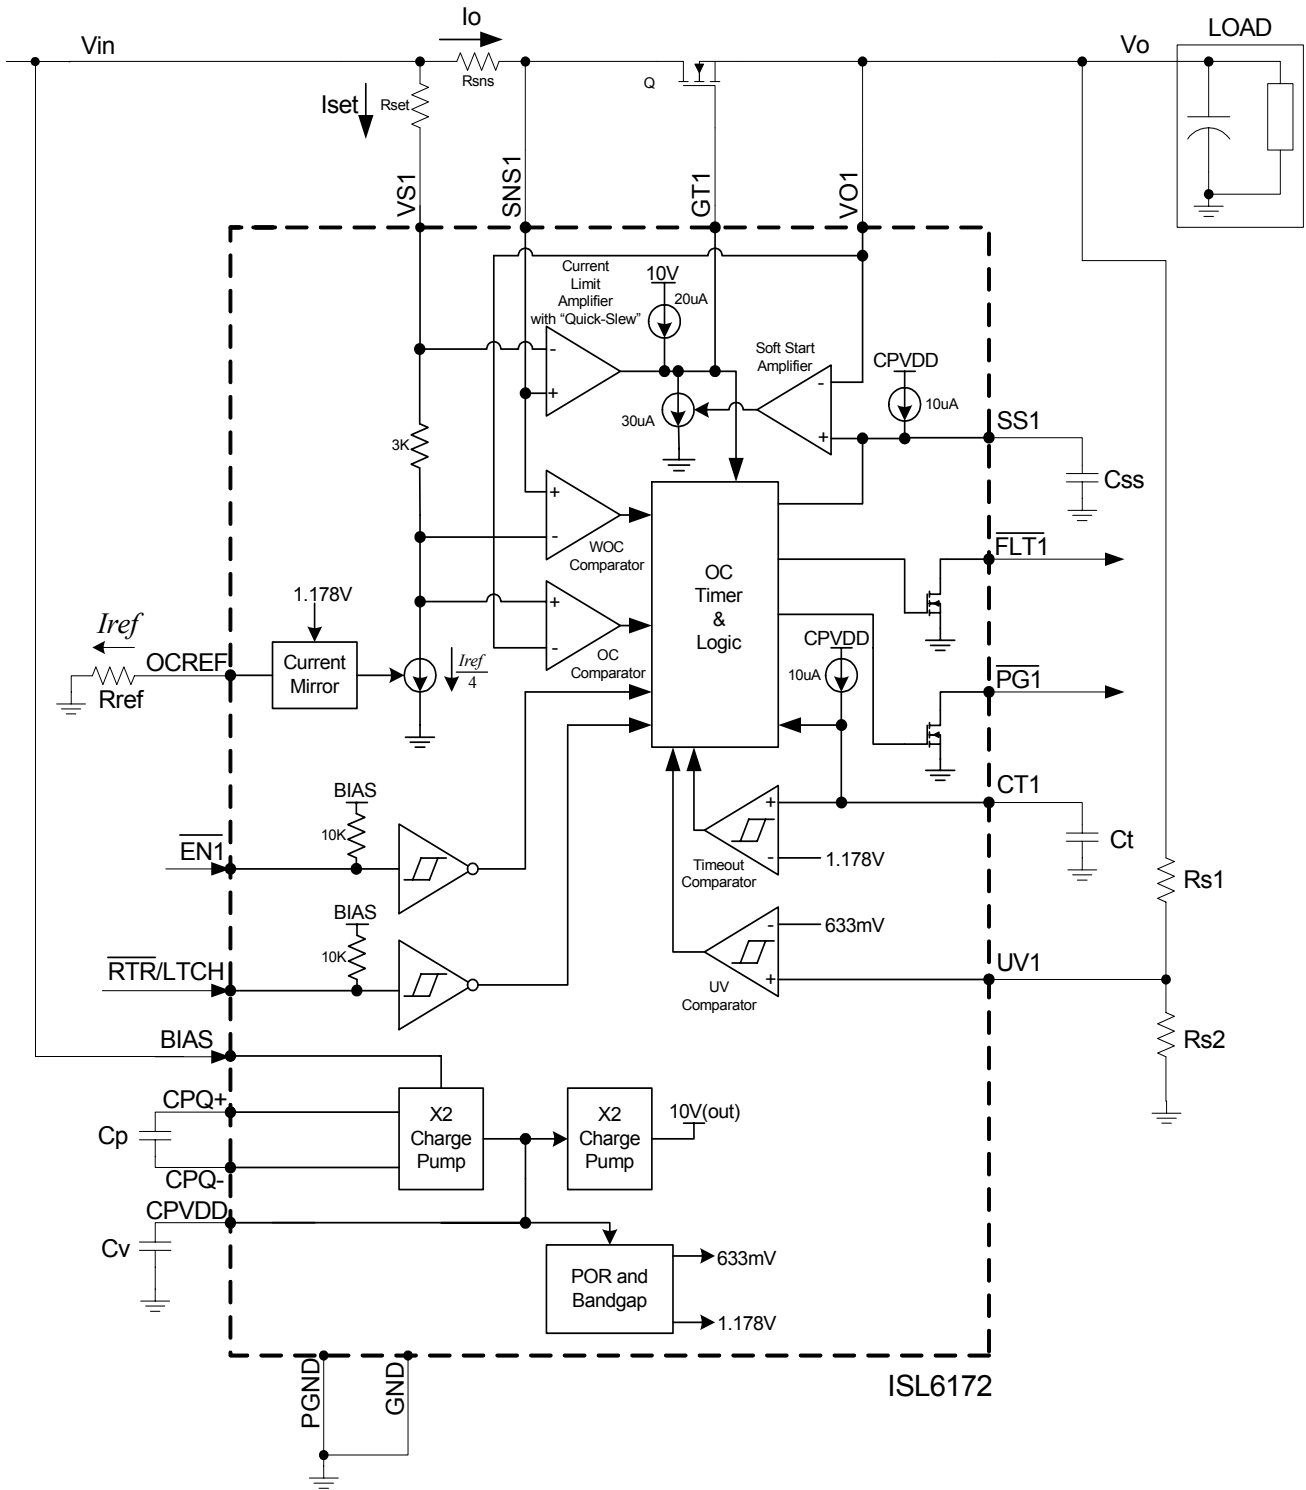 Io
LOAD
Vin
Vo
Rsns
Q
Iset
Rset
VS1
SNS1
GT1
VO1
Current
Limit
Amplifier
with “Quick-Slew”
10V
20uA
Soft Start
Amplifier
CPVDD
-
+
30uA
-
+
10uA
SS1
Css
3K
+
-
WOC
Comparator
FLT1
OC
Timer
&
Logic
1.178V
Iref
OCREF
Rref
Current
Mirror
Iref
4
+
-
OC
Comparator
CPVDD
10uA
PG1
BIAS
10K
EN1
CT1
Ct
+
-
1.178V
Timeout
Comparator
Rs1
BIAS
10K
RTR/LTCH
-
633mV
+
UV
Comparator
UV1
Rs2
BIAS
CPQ+
Cp
CPQ-
X2
Charge
Pump
X2
Charge
Pump
10V(out)
CPVDD
Cv
POR and
Bandgap
633mV
1.178V
PGND
GND
ISL6172